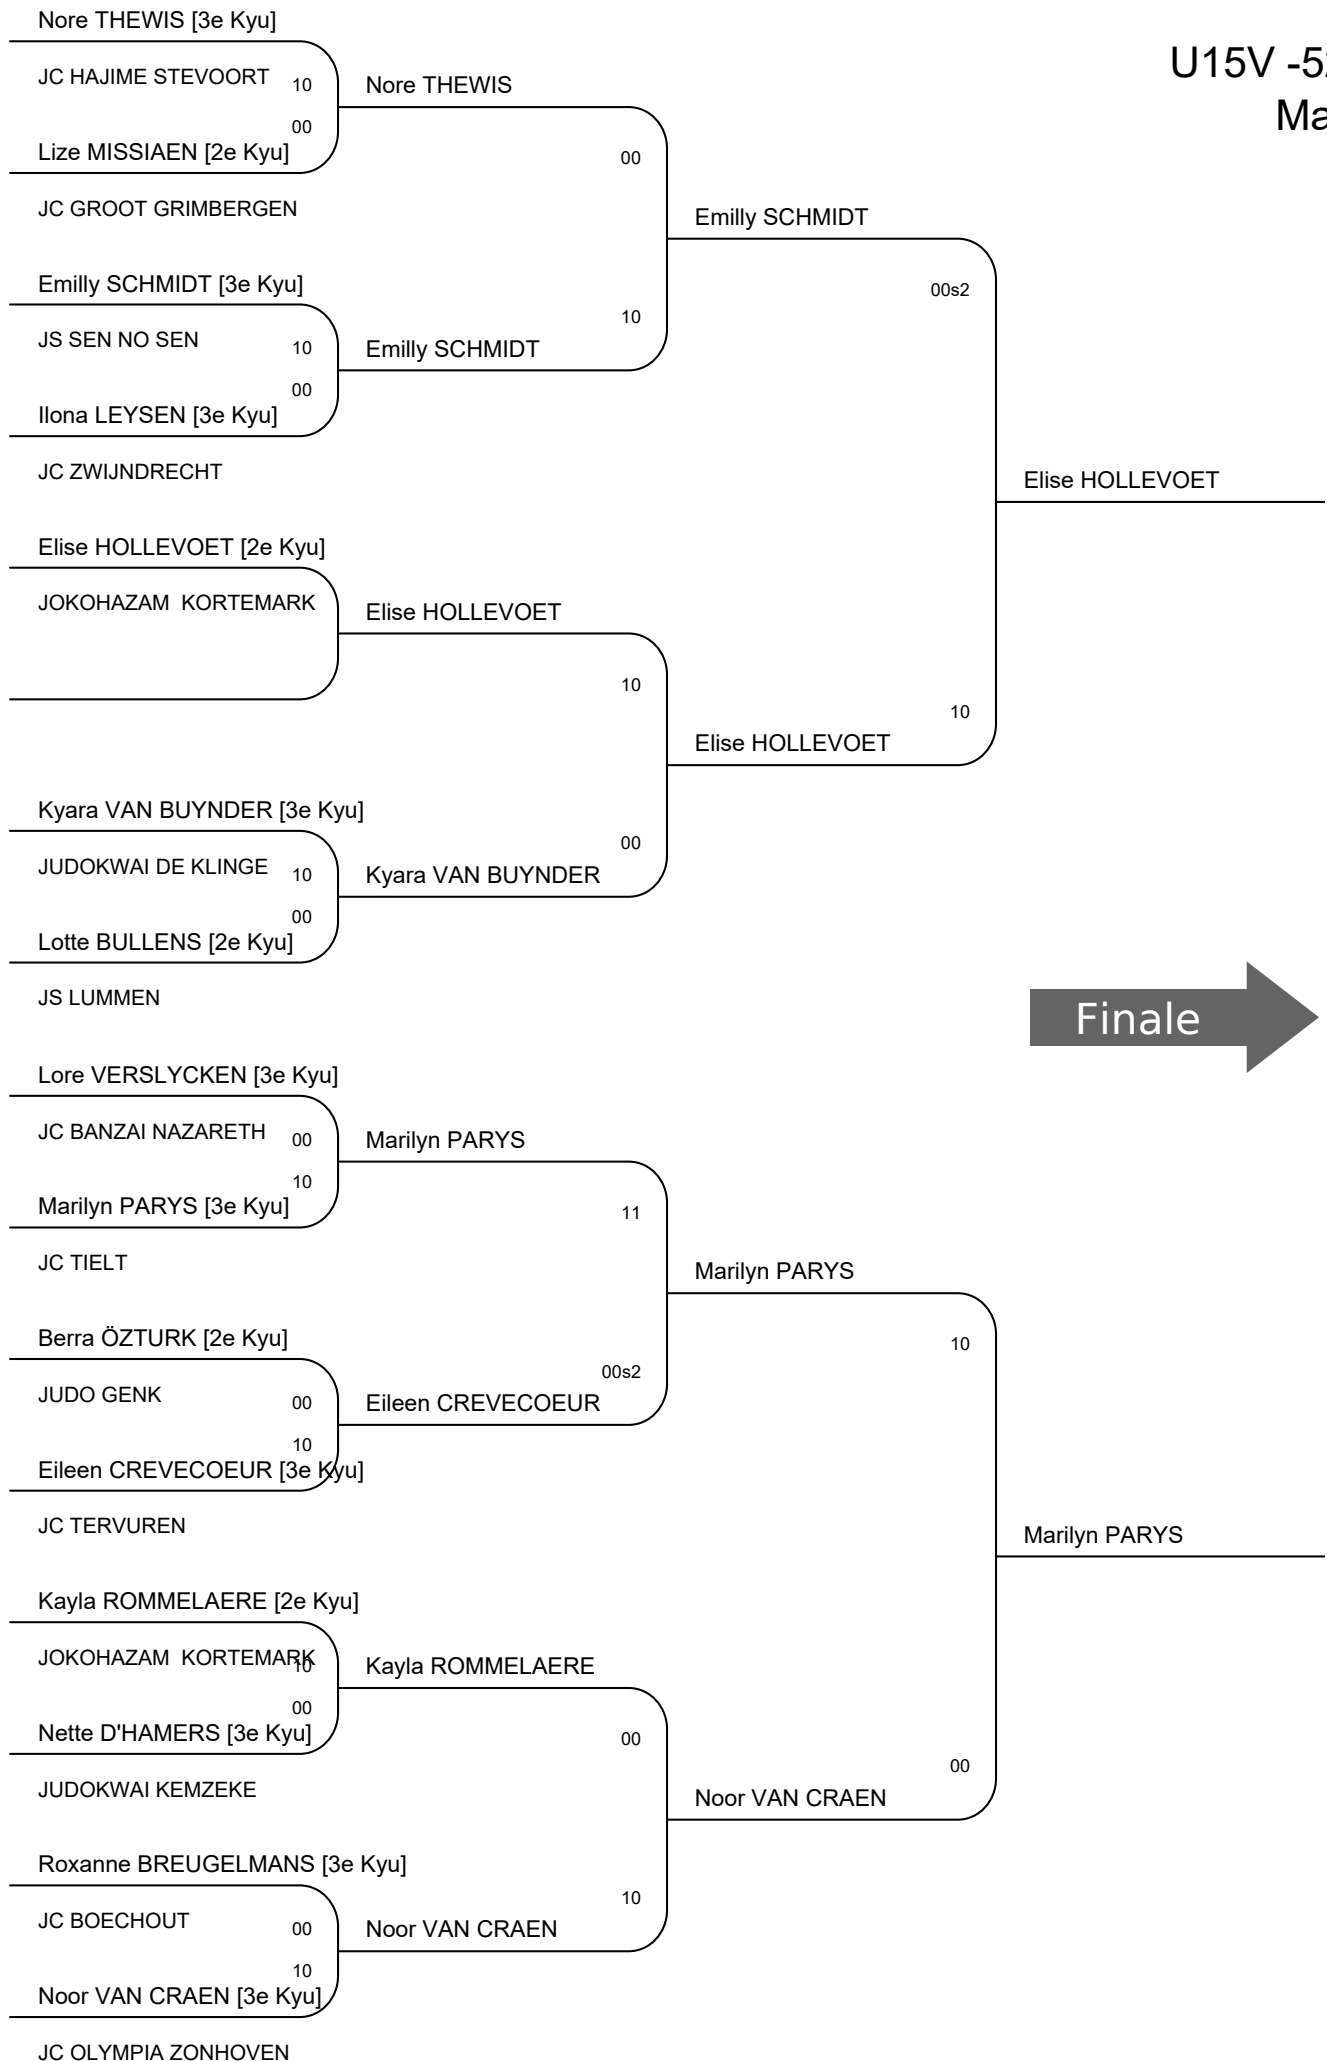 Nore THEWIS [3e Kyu]
U15V -52
Ma
JC HAJIME STEVOORT 10
Nore THEWIS
00
Lize MISSIAEN [2e Kyu]
00
JC GROOT GRIMBERGEN
Emilly SCHMIDT
Emilly SCHMIDT [3e Kyu]
00s2
10
JS SEN NO SEN 10
Emilly SCHMIDT
00
Ilona LEYSEN [3e Kyu]
JC ZWIJNDRECHT
Elise HOLLEVOET
Elise HOLLEVOET [2e Kyu]
JOKOHAZAM KORTEMARK
Elise HOLLEVOET
10
10
Elise HOLLEVOET
Kyara VAN BUYNDER [3e Kyu]
00
JUDOKWAI DE KLINGE 10
Kyara VAN BUYNDER
00
Lotte BULLENS [2e Kyu]
JS LUMMEN
Finale
Lore VERSLYCKEN [3e Kyu]
JC BANZAI NAZARETH 00
Marilyn PARYS
10
Marilyn PARYS [3e Kyu]
11
JC TIELT
Marilyn PARYS
Berra ÖZTURK [2e Kyu]
10
00s2
JUDO GENK 00
Eileen CREVECOEUR
10
Eileen CREVECOEUR [3e Kyu]
JC TERVUREN
Marilyn PARYS
Kayla ROMMELAERE [2e Kyu]
JOKOHAZAM KORTEMARK 10
Kayla ROMMELAERE
00
Nette D'HAMERS [3e Kyu]
00
00
JUDOKWAI KEMZEKE
Noor VAN CRAEN
Roxanne BREUGELMANS [3e Kyu]
10
JC BOECHOUT 00
Noor VAN CRAEN
10
Noor VAN CRAEN [3e Kyu]
JC OLYMPIA ZONHOVEN